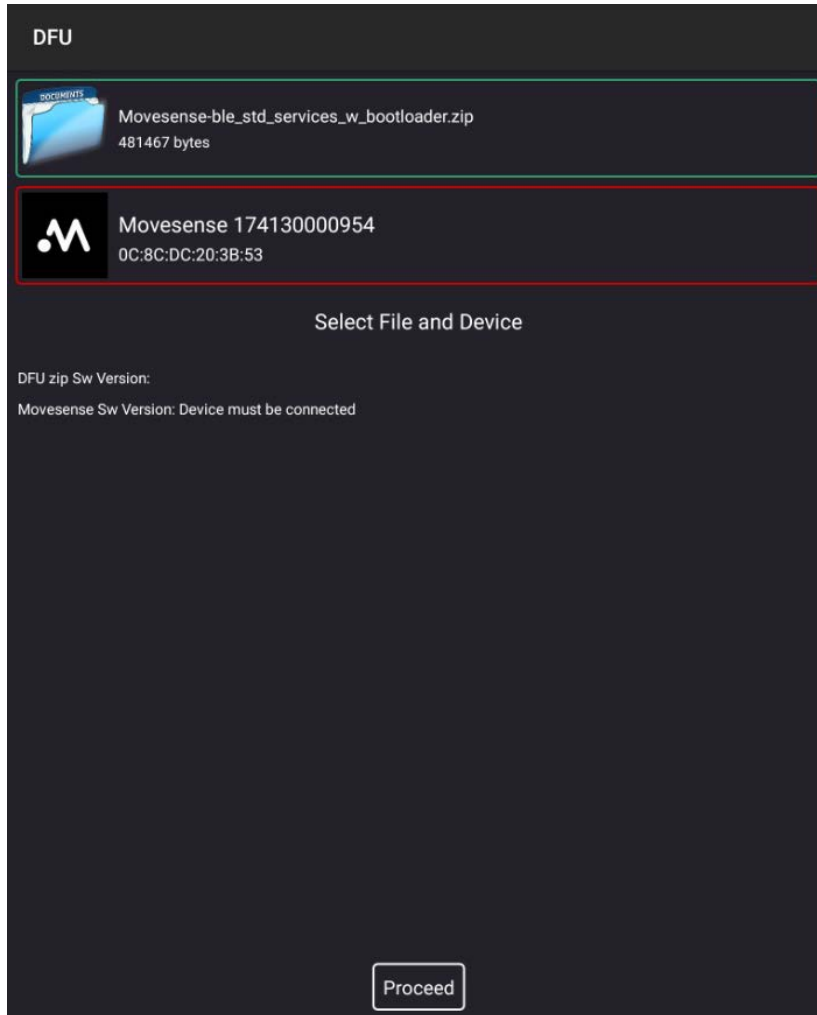 DFU
DOCUMENTS
Movesense-ble_std_services_w_bootloader.zip
481467 bytes
Movesense 174130000954
0C:8C:DC:20:3B:53
Select File and Device
DFU zip Sw Version:
Movesense Sw Version: Device must be connected
Proceed